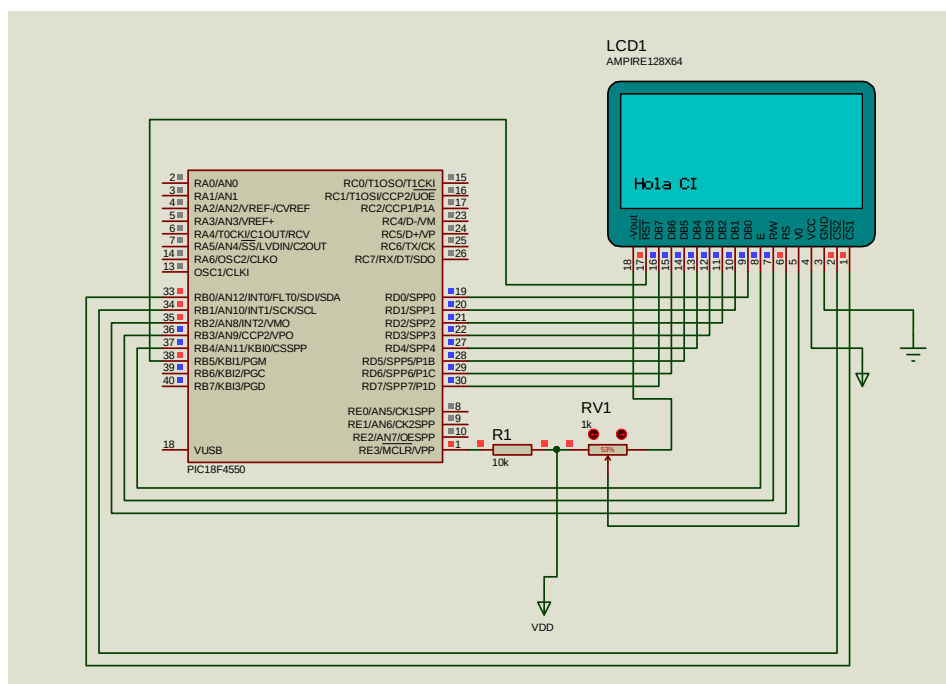 LCD1
AMPIRE128X64
Hola CI
-Vout
RST
DB7
DB6
DB5
DB4
DB3
DB2
DB1
DB0
E
R/W
RS
V0
VCC
GND
CS2
CS1
18
17
16
15
14
13
12
11
10
9
8
7
6
5
4
3
2
1
2 RA0/AN0
3 RA1/AN1
4 RA2/AN2/VREF-/CVREF
5 RA3/AN3/VREF+
6 RA4/T0CKI/C1OUT/RCV
7 RA5/AN4/SS/LVDIN/C2OUT
14 RA6/OSC2/CLKO
13 OSC1/CLKI
33 RB0/AN12/INT0/FLT0/SDI/SDA
34 RB1/AN10/INT1/SCK/SCL
35 RB2/AN8/INT2/VMO
36 RB3/AN9/CCP2/VPO
37 RB4/AN11/KBI0/CSSPP
38 RB5/KBI1/PGM
39 RB6/KBI2/PGC
40 RB7/KBI3/PGD
18 VUSB
RC0/T1OSO/T1CKI 15
RC1/T1OSI/CCP2/UOE 16
RC2/CCP1/P1A 17
RC4/D-/VM 23
RC5/D+/VP 24
RC6/TX/CK 25
RC7/RX/DT/SDO 26
RD0/SPP0 19
RD1/SPP1 20
RD2/SPP2 21
RD3/SPP3 22
RD4/SPP4 27
RD5/SPP5/P1B 28
RD6/SPP6/P1C 29
RD7/SPP7/P1D 30
RE0/AN5/CK1SPP 8
RE1/AN6/CK2SPP 9
RE2/AN7/OESPP 10
RE3/MCLR/VPP 1
PIC18F4550
R1
10k
RV1
1k
53%
VDD